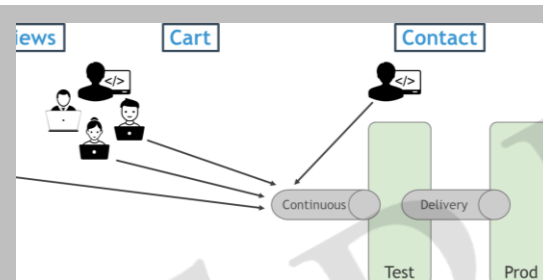 iews
Cart
Contact
</>
</>
Continuous
Delivery
Test
Prod